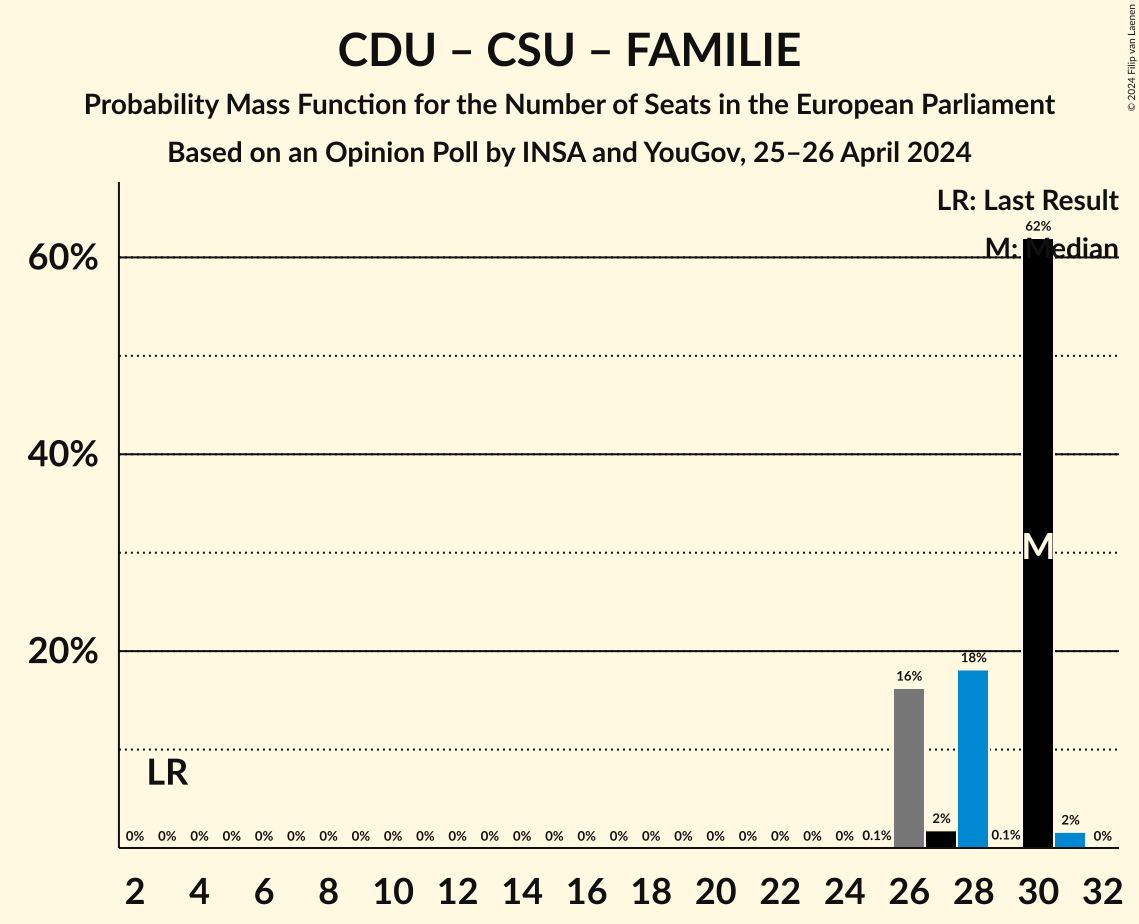 CDU – CSU – FAMILIE
Probability Mass Function for the Number of Seats in the European Parliament
Based on an Opinion Poll by INSA and YouGov, 25–26 April 2024
© 2024 Filip van Laenen
LR: Last Result
M: Median
62%
60%
40%
M
20%
18%
16%
LR
0% 0% 0% 0% 0% 0% 0% 0% 0% 0% 0% 0% 0% 0% 0% 0% 0% 0% 0% 0% 0% 0% 0% 0.1% 2% 0.1% 2% 0%
2 4 6 8 10 12 14 16 18 20 22 24 26 28 30 32